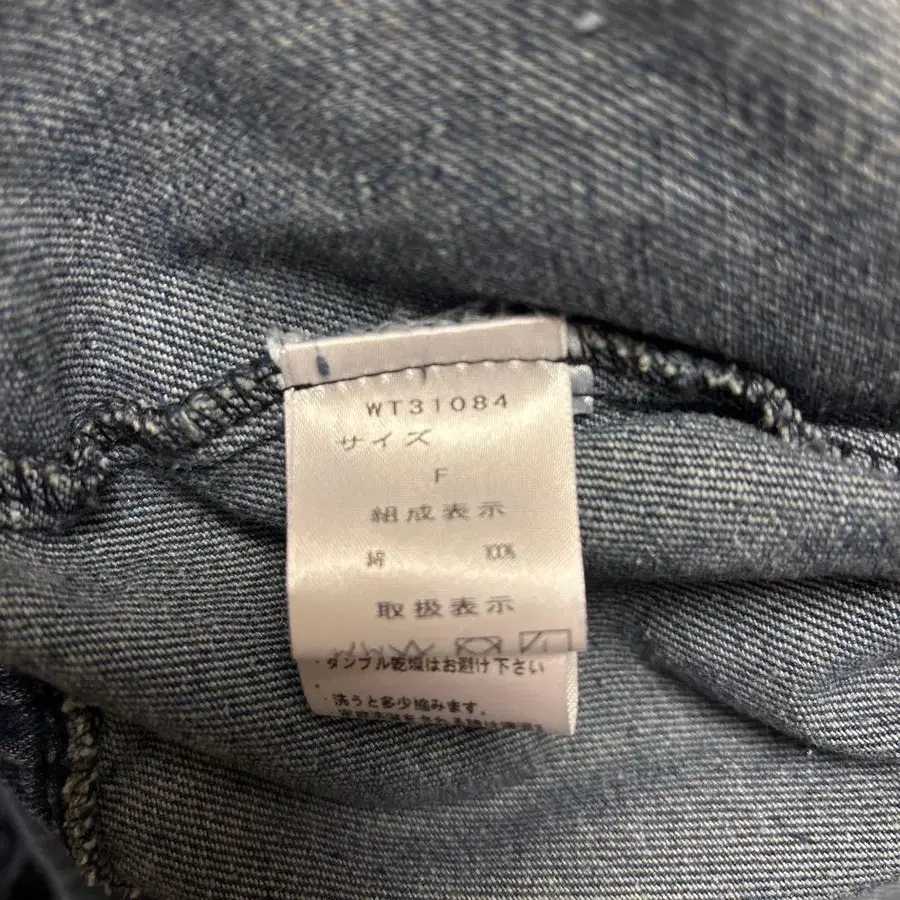 WT31084
サイズ
F
組成表示
綿 100%
取扱表示
・タンブル乾燥はお避け下さい
・洗うと多少縮みます。